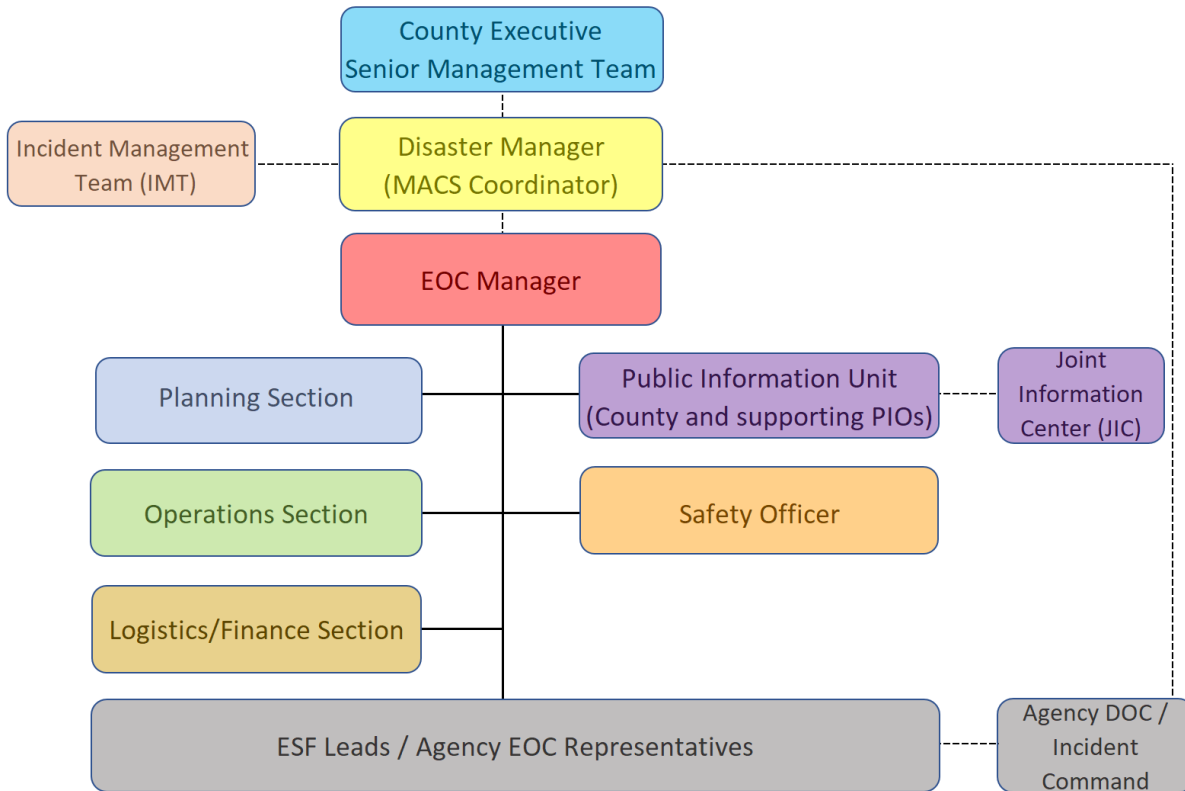 County Executive
Senior Management Team
Incident Management
Team (IMT)
Disaster Manager
(MACS Coordinator)
EOC Manager
Planning Section
Public Information Unit
(County and supporting PIOs)
Joint
Information
Center (JIC)
Operations Section
Safety Officer
Logistics/Finance Section
ESF Leads / Agency EOC Representatives
Agency DOC /
Incident
Command